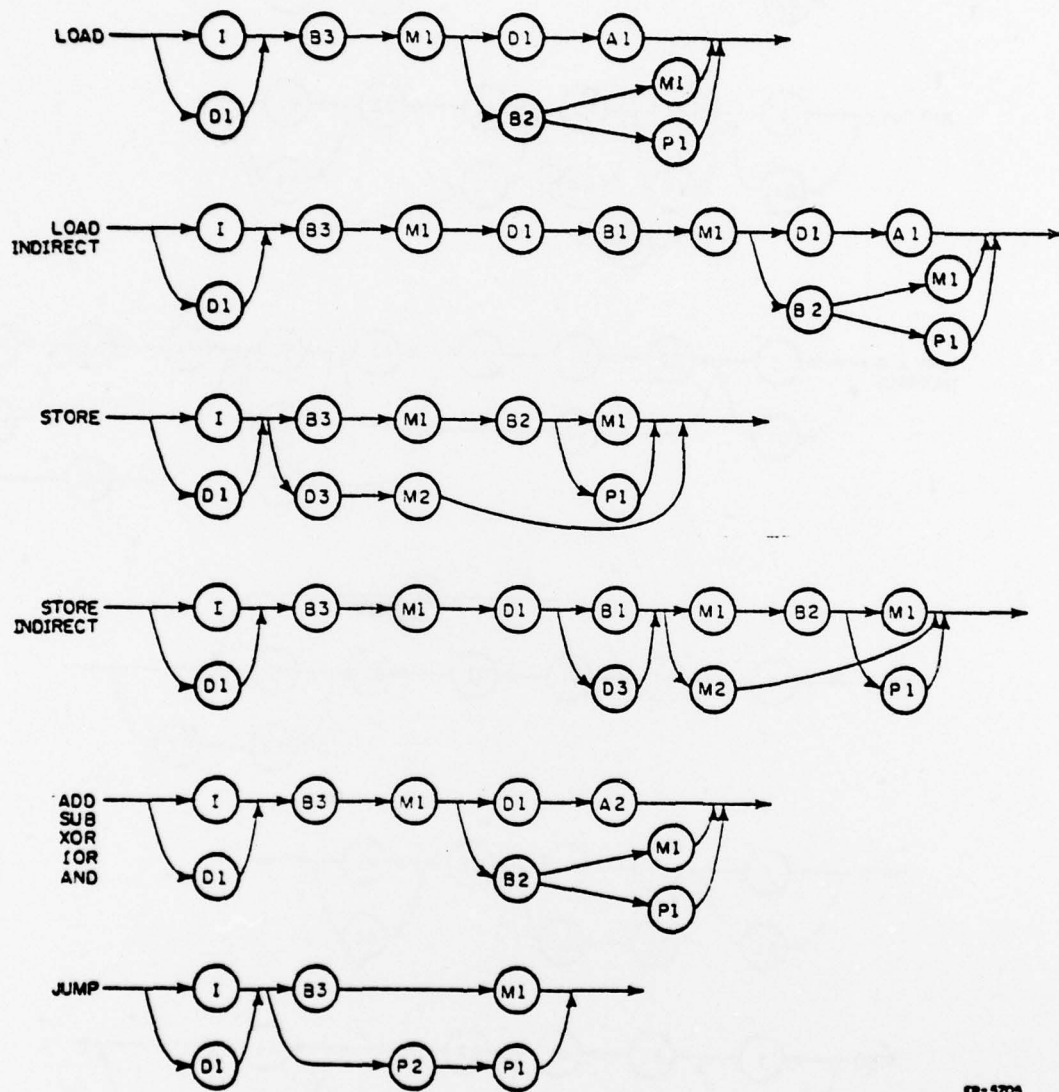 LOAD I B3 M1 D1 A1
M1
D1 B2
P1
LOAD
INDIRECT
I B3 M1 D1 B1 M1 D1 A1
M1
D1 B2
P1
STORE I B3 M1 B2 M1
D1 D3 M2 P1
STORE
INDIRECT
I B3 M1 D1 B1 M1 B2 M1
D1 D3 M2 P1
ADD
SUB
XOR
IOR
AND
I B3 M1 D1 A2
M1
D1 B2
P1
JUMP I B3 M1
D1 P2 P1